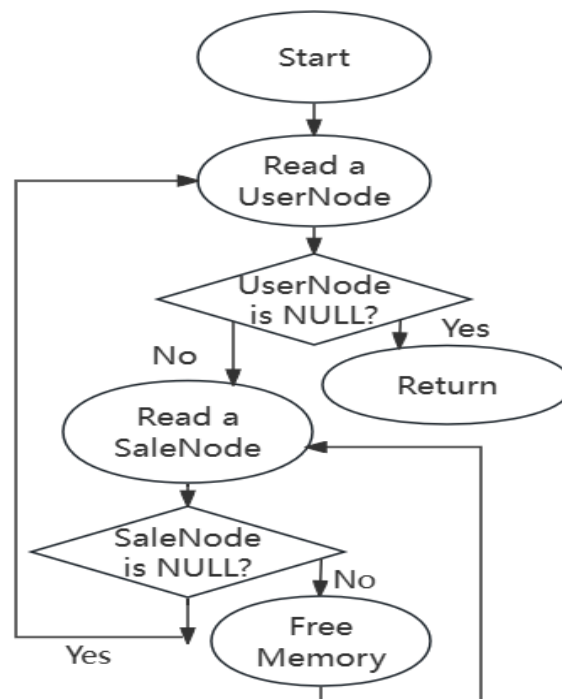 Start
Read a
UserNode
UserNode
is NULL?
Yes
No
Return
Read a
SaleNode
SaleNode
is NULL?
No
Free
Memory
Yes